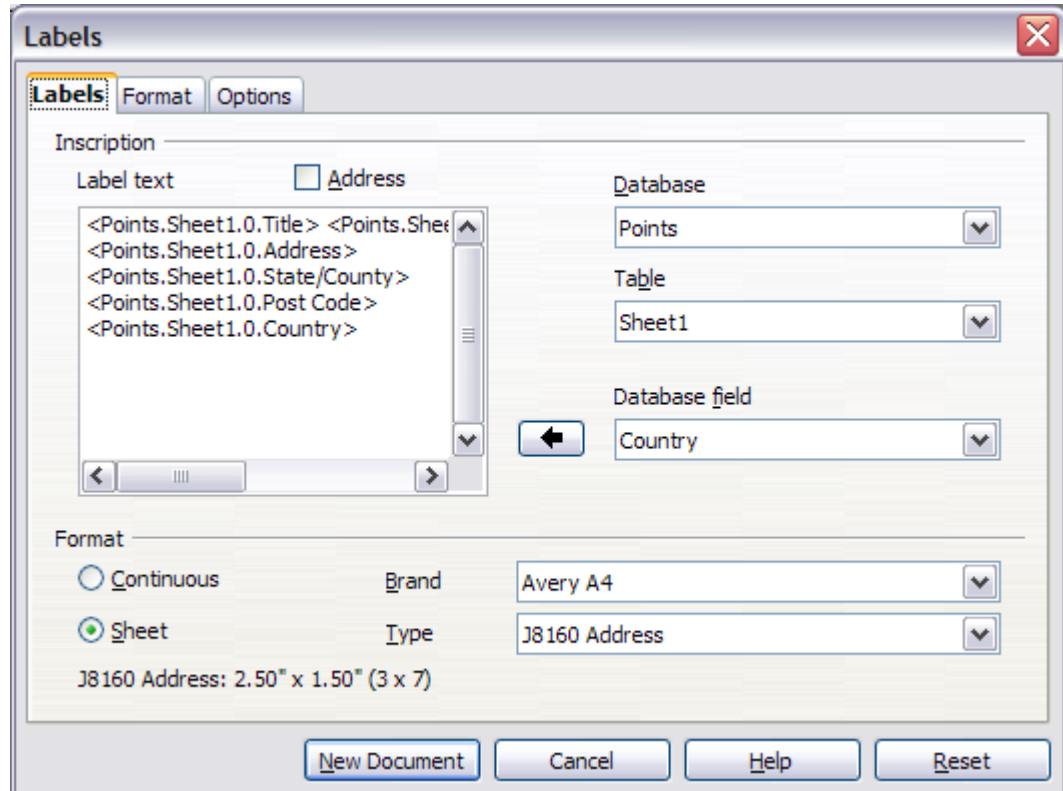 Labels
Labels Format Options
Inscription
Label text Address
<Points.Sheet1.0.Title> <Points.Shee
<Points.Sheet1.0.Address>
<Points.Sheet1.0.State/County>
<Points.Sheet1.0.Post Code>
<Points.Sheet1.0.Country>
Database
Points
Table
Sheet1
Database field
Country
Format
Continuous Brand Avery A4
Sheet Type J8160 Address
J8160 Address: 2.50" x 1.50" (3 x 7)
New Document Cancel Help Reset